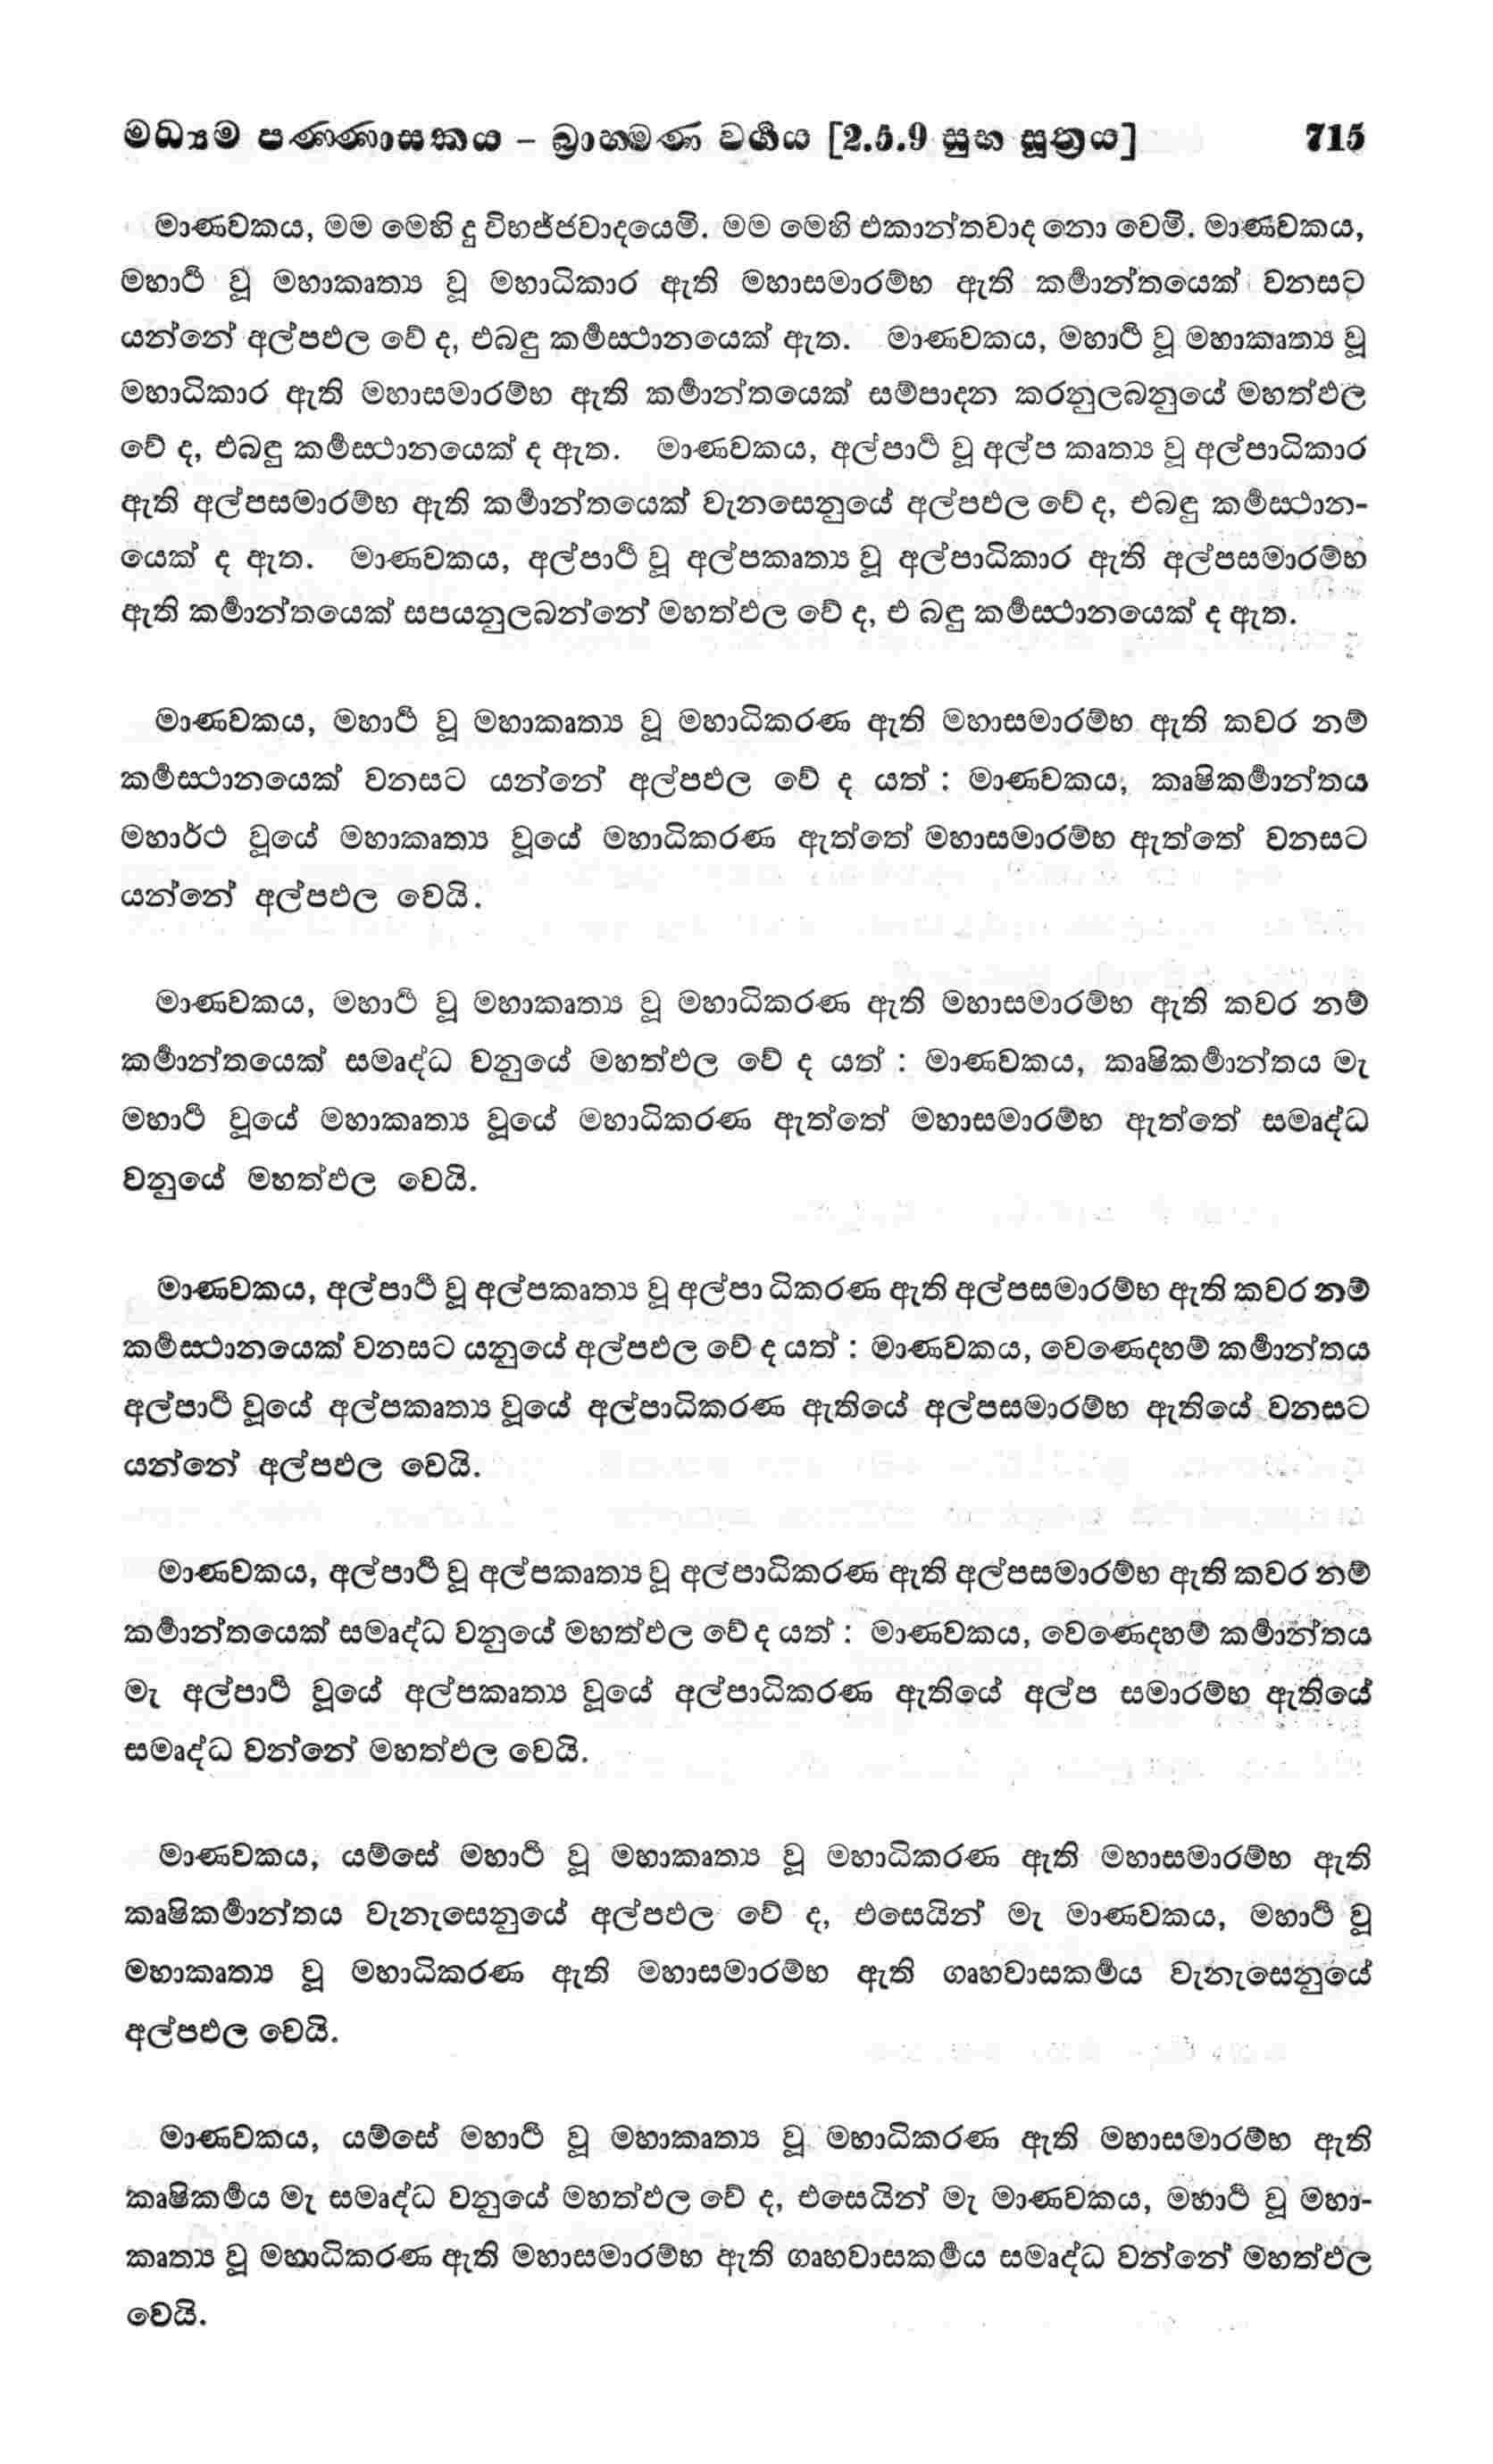 මධ්‍යම පණ්ණාසකය – බ්‍රාහ්මණ වර්‍ගය [2.5.9 සුභ සූත්‍රය] 715
මාණවකය, මම මෙහි දු විභජ්ජවාදයෙමි. මම මෙහි එකාන්තවාද නො වෙමි. මාණවකය,
මහාර්‍ථ වූ මහාකෘත්‍ය වූ මහාධිකාර ඇති මහාසමාරම්භ ඇති කර්‍මාන්තයෙක් වනසට
යන්නේ අල්පඵල වේ ද, එබඳු කර්‍මස්ථානයෙක් ඇත. මාණවකය, මහාර්‍ථ වූ මහාකෘත්‍ය වූ
මහාධිකාර ඇති මහාසමාරම්භ ඇති කර්‍මාන්තයෙක් සම්පාදන කරනුලබනුයේ මහත්ඵල
වේ ද, එබඳු කර්‍මස්ථානයෙක් ද ඇත. මාණවකය, අල්පාර්‍ථ වූ අල්ප කෘත්‍ය වූ අල්පාධිකාර
ඇති අල්පසමාරම්භ ඇති කර්‍මාන්තයෙක් වැනසෙනුයේ අල්පඵල වේ ද, එබඳු කර්‍මස්ථාන-
යෙක් ද ඇත. මාණවකය, අල්පාර්‍ථ වූ අල්පකෘත්‍ය වූ අල්පාධිකාර ඇති අල්පසමාරම්භ
ඇති කර්‍මාන්තයෙක් සපයනුලබන්නේ මහත්ඵල වේ ද, එ බඳු කර්‍මස්ථානයෙක් ද ඇත.
මාණවකය, මහාර්‍ථ වූ මහාකෘත්‍ය වූ මහාධිකරණ ඇති මහාසමාරම්භ ඇති කවර නම්
කර්‍මස්ථානයෙක් වනසට යන්නේ අල්පඵල වේ ද යත් : මාණවකය, කෘෂිකර්‍මාන්තය
මහාර්ථ වූයේ මහාකෘත්‍ය වූයේ මහාධිකරණ ඇත්තේ මහාසමාරම්භ ඇත්තේ වනසට
යන්නේ අල්පඵල වෙයි.
මාණවකය, මහාර්‍ථ වූ මහාකෘත්‍ය වූ මහාධිකරණ ඇති මහාසමාරම්භ ඇති කවර නම්
කර්‍මාන්තයෙක් සමෘද්ධ වනුයේ මහත්ඵල වේ ද යත් : මාණවකය, කෘෂිකර්‍මාන්තය මැ
මහාර්‍ථ වූයේ මහාකෘත්‍ය වූයේ මහාධිකරණ ඇත්තේ මහාසමාරම්භ ඇත්තේ සමෘද්ධ
වනුයේ මහත්ඵල වෙයි.
මාණවකය, අල්පාර්‍ථ වූ අල්පකෘත්‍ය වූ අල්පා ධිකරණ ඇති අල්පසමාරම්භ ඇති කවර නම්
කර්‍මස්ථානයෙක් වනසට යනුයේ අල්පඵල වේ ද යත් : මාණවකය, වෙණෙදහම් කර්‍මාන්තය
අල්පාර්‍ථ වූයේ අල්පකෘත්‍ය වූයේ අල්පාධිකරණ ඇතියේ අල්පසමාරම්භ ඇතියේ වනසට
යන්නේ අල්පඵල වෙයි.
මාණවකය, අල්පාර්‍ථ වූ අල්පකෘත්‍ය වූ අල්පාධිකරණ ඇති අල්පසමාරම්භ ඇති කවර නම්
කර්‍මාන්තයෙක් සමෘද්ධ වනුයේ මහත්ඵල වේ ද යත් : මාණවකය, වෙණෙදහම් කර්‍මාන්තය
මැ අල්පාර්‍ථ වූයේ අල්පකෘත්‍ය වූයේ අල්පාධිකරණ ඇතියේ අල්ප සමාරම්භ ඇතියේ
සමෘද්ධ වන්නේ මහත්ඵල වෙයි.
මාණවකය, යම්සේ මහාර්‍ථ වූ මහාකෘත්‍ය වූ මහාධිකරණ ඇති මහාසමාරම්භ ඇති
කෘෂිකර්‍මාන්තය වැනැසෙනුයේ අල්පඵල වේ ද, එසෙයින් මැ මාණවකය, මහාර්‍ථ වූ
මහාකෘත්‍ය වූ මහාධිකරණ ඇති මහාසමාරම්භ ඇති ගෘහවාසකර්‍මය වැනැසෙනුයේ
අල්පඵල වෙයි.
මාණවකය, යම්සේ මහාර්‍ථ වූ මහාකෘත්‍ය වූ මහාධිකරණ ඇති මහාසමාරම්භ ඇති
කෘෂිකර්‍මය මැ සමෘද්ධ වනුයේ මහත්ඵල වේ ද, එසෙයින් මැ මාණවකය, මහාර්‍ථ වූ මහා-
කෘත්‍ය වූ මහාධිකරණ ඇති මහාසමාරම්භ ඇති ගෘහවාසකර්‍මය සමෘද්ධ වන්නේ මහත්ඵල
වෙයි.